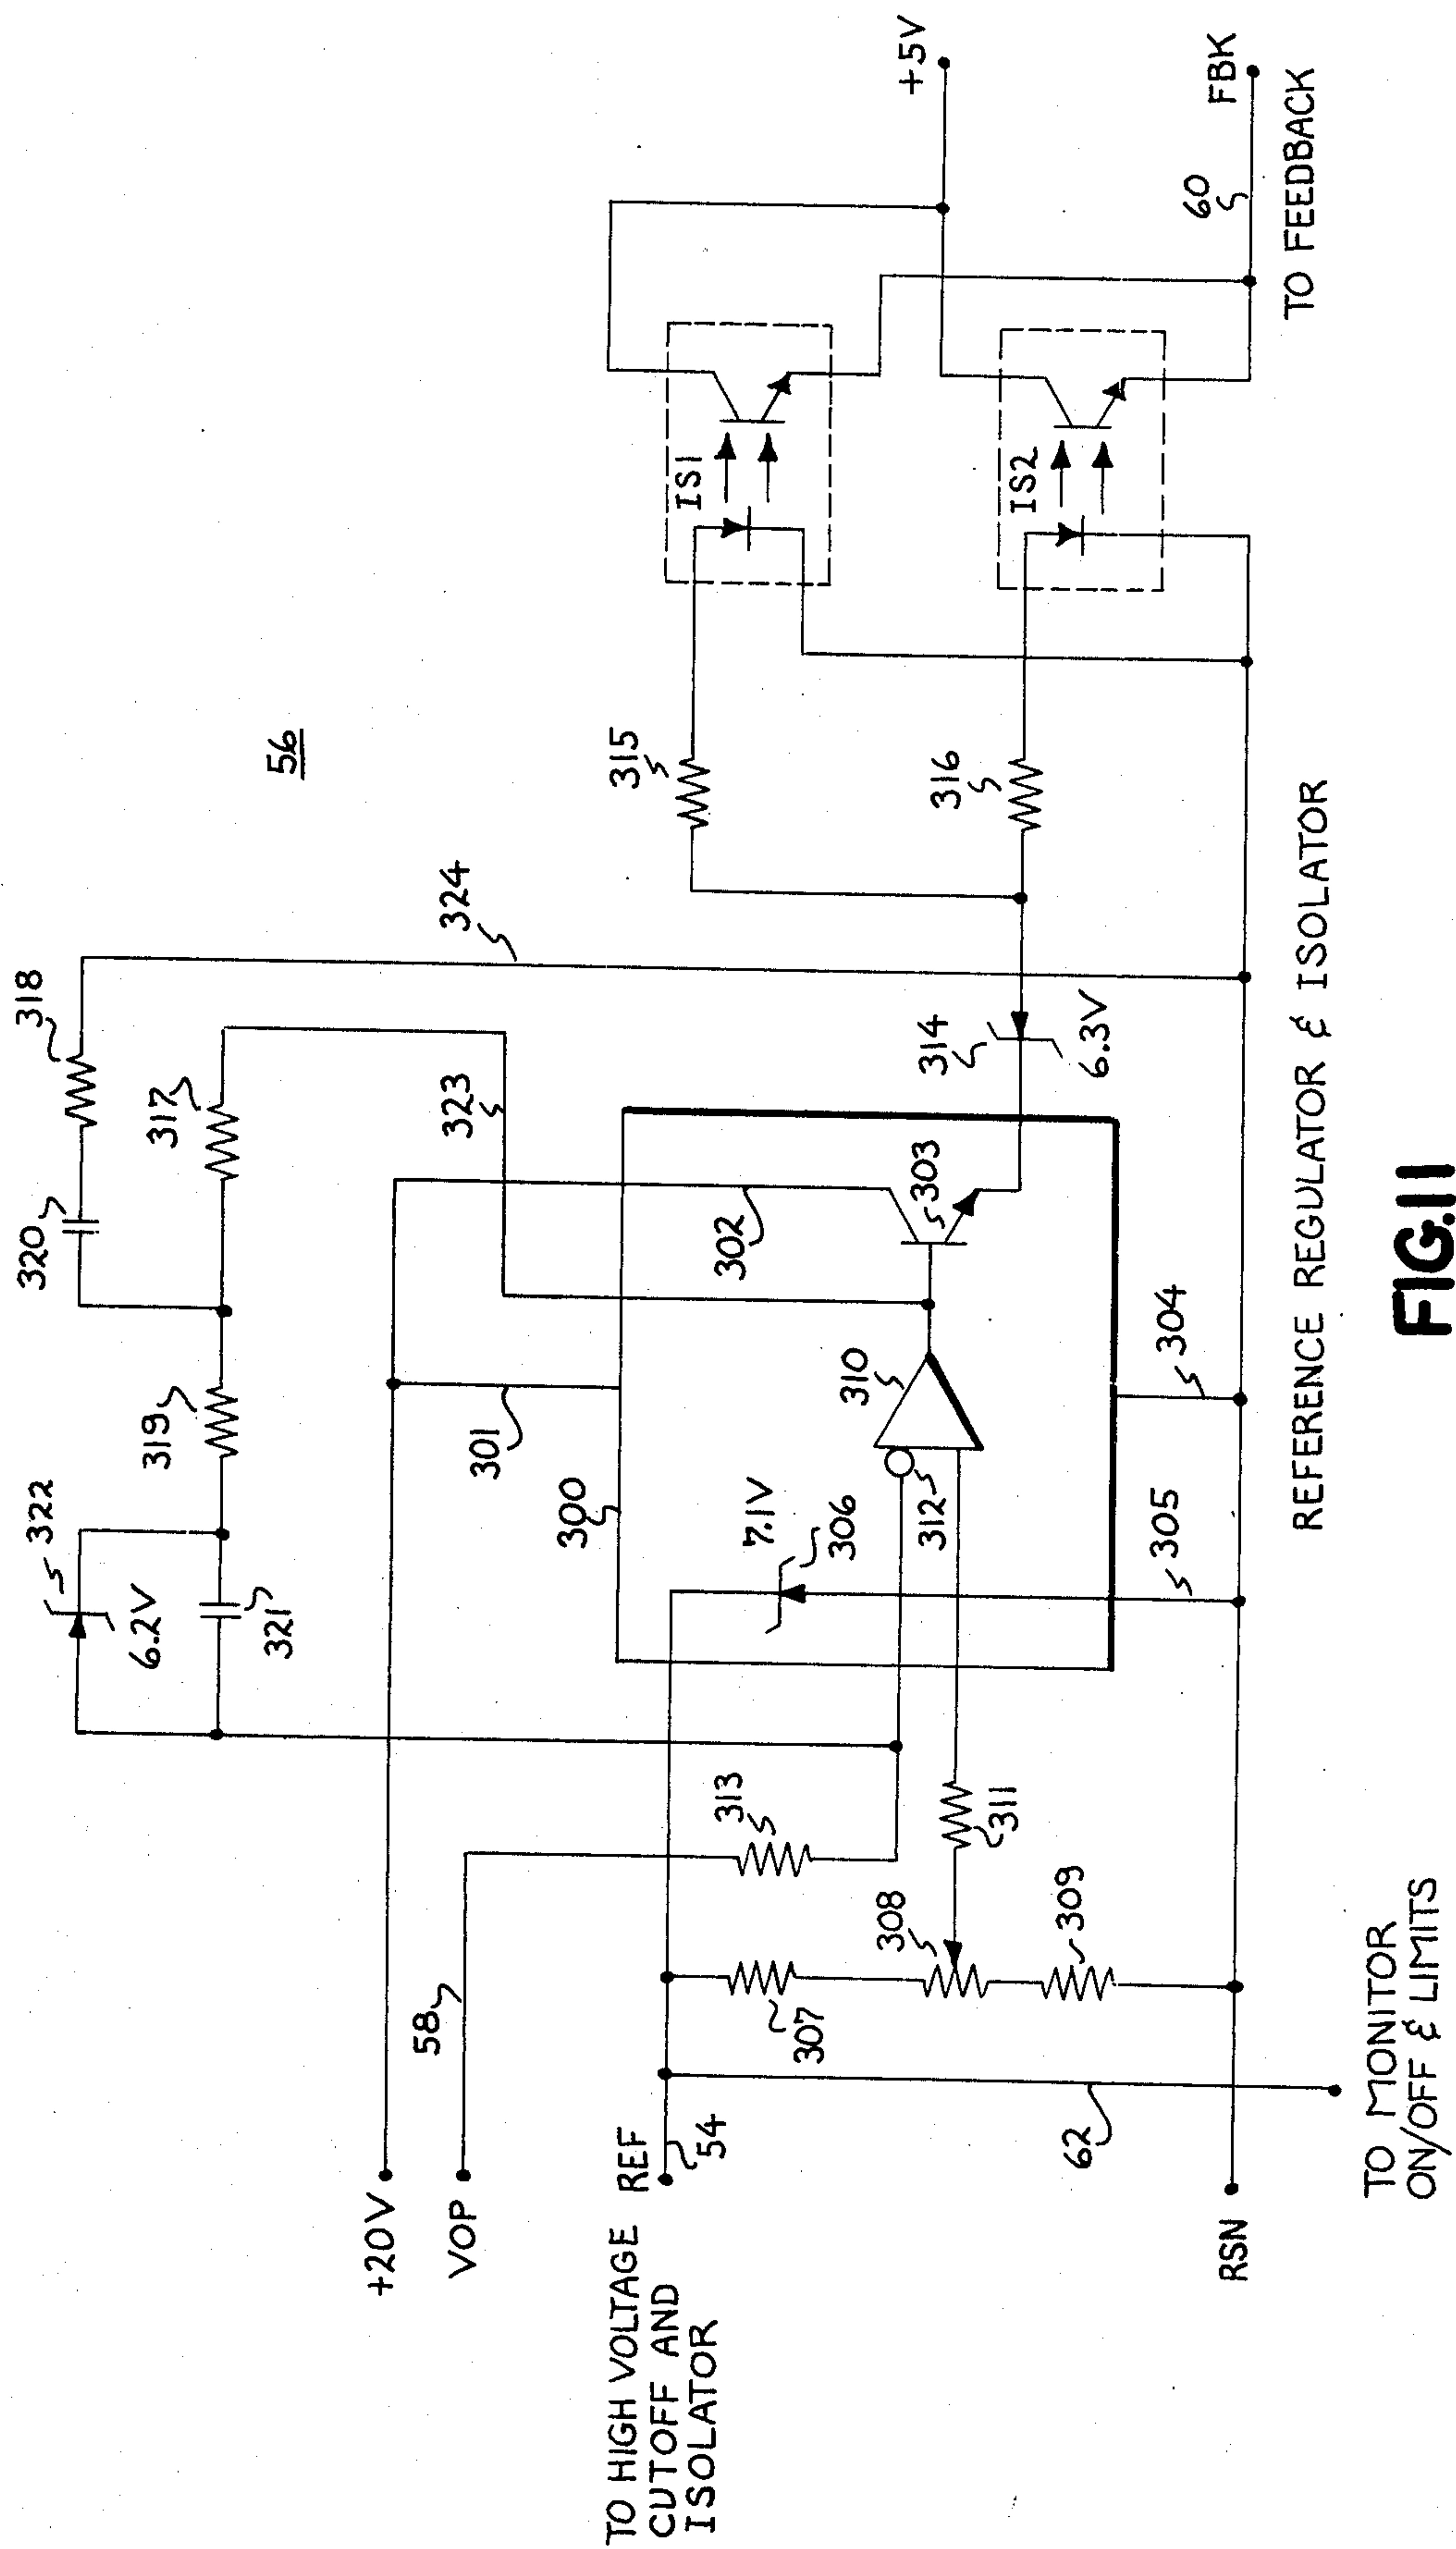 318
320
317
322
319
6.2V
321
324
323
56
+20V
58
VOP
301
300
302
303
314
6.3V
315
316
IS1
IS2
+5V
60
FBK
TO FEEDBACK
TO HIGH VOLTAGE REF
CUTOFF AND
ISOLATOR
54
62
307
308
309
313
311
7.1V
306
312
310
305
304
RSN
TO MONITOR
ON/OFF & LIMITS
REFERENCE REGULATOR & ISOLATOR
FIG.11